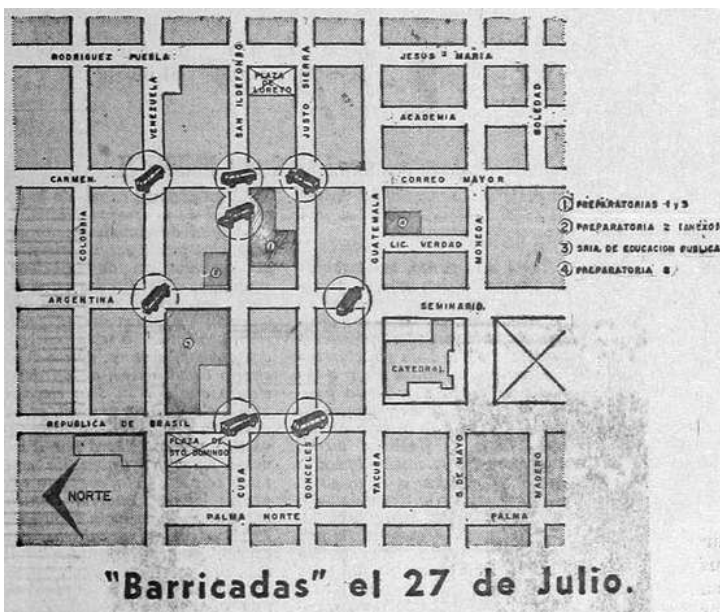 RODRIGUEZ PUEBLA
JESUS MARIA
VENEZUELA
SAN ILDEFONSO
PLAZA
DE
LORETO
JUSTO SIERRA
ACADEMIA
SOLEDAD
CARMEN.
CORREO MAYOR
COLOMBIA
GUATEMALA
LIC. VERDAD
MONEDA
① PREPARATORIAS 1 y 3
② PREPARATORIA 2 (ANEXO)
③ SRIA. DE EDUCACION PUBLICA
④ PREPARATORIA 8
ARGENTINA
SEMINARIO.
CATEDRAL
REPUBLICA DE BRASIL
PLAZA DE
STO. DOMINGO
CUBA
DONCELES
TACUBA
5 DE MAYO
MADERO
NORTE
PALMA NORTE
PALMA
"Barricadas" el 27 de Julio.